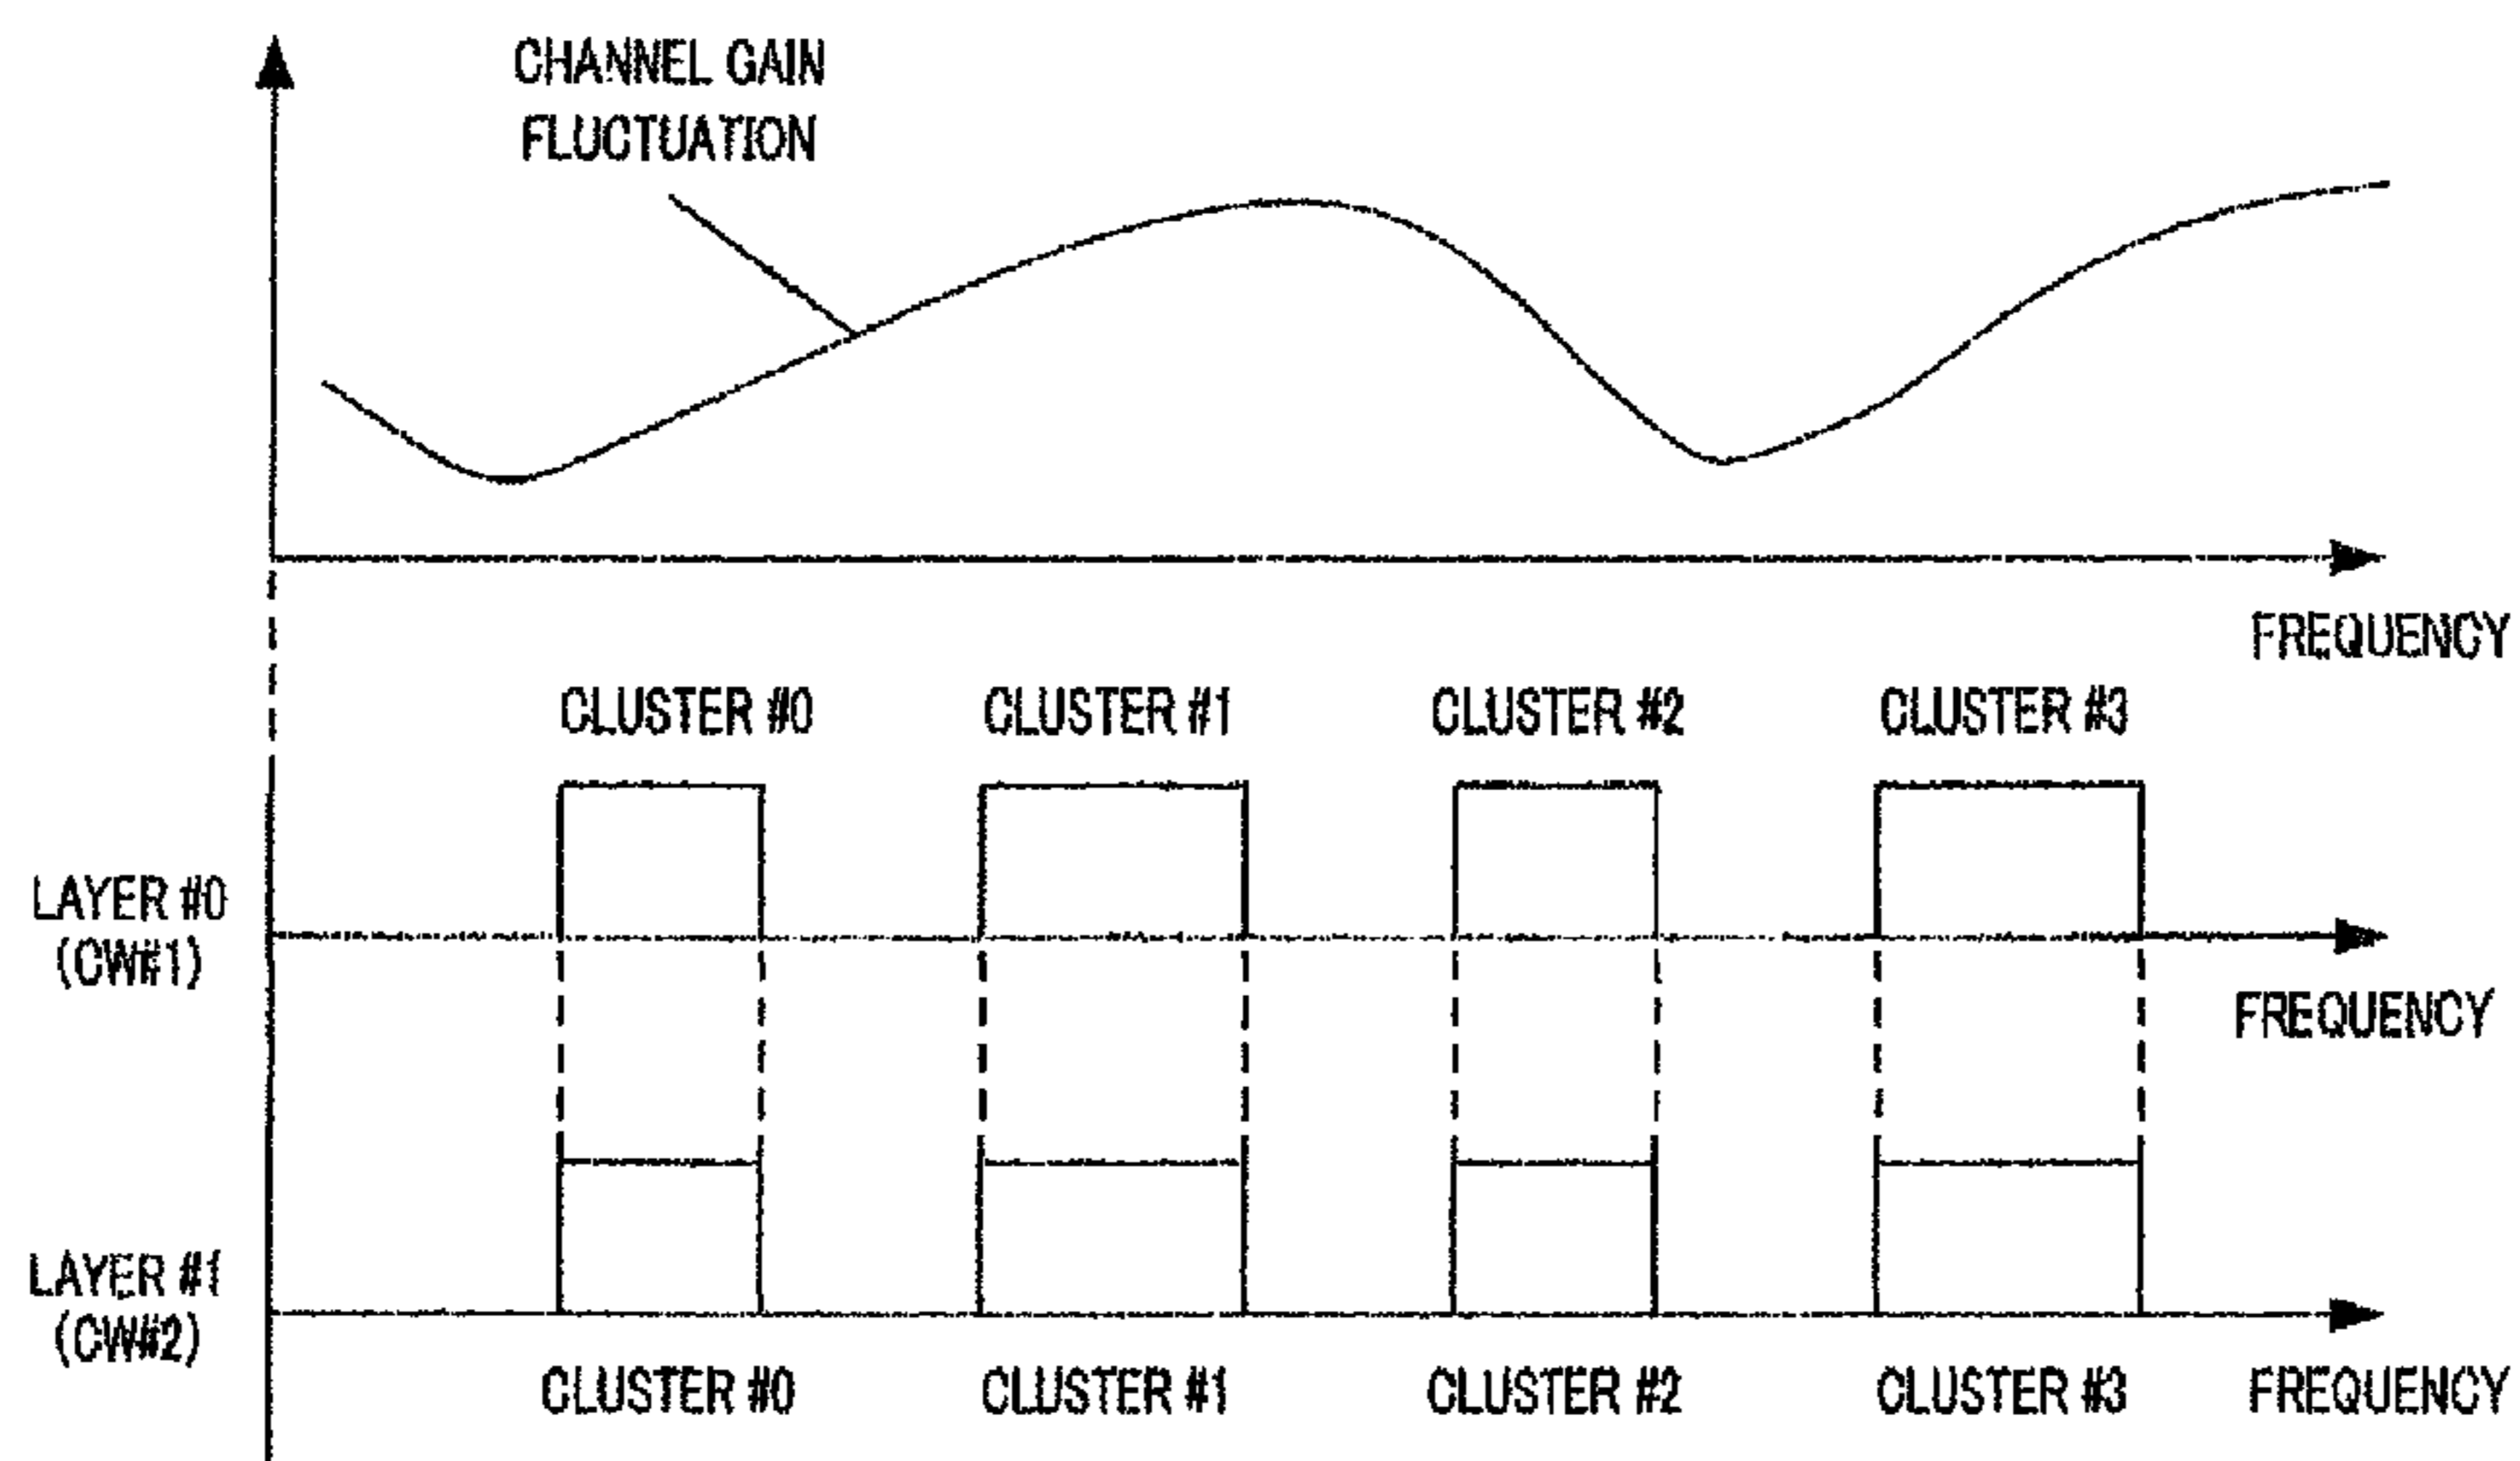 CHANNEL GAIN
FLUCTUATION
FREQUENCY
CLUSTER #0
CLUSTER #1
CLUSTER #2
CLUSTER #3
LAYER #0
(CW#1)
FREQUENCY
LAYER #1
(CW#2)
CLUSTER #0
CLUSTER #1
CLUSTER #2
CLUSTER #3
FREQUENCY